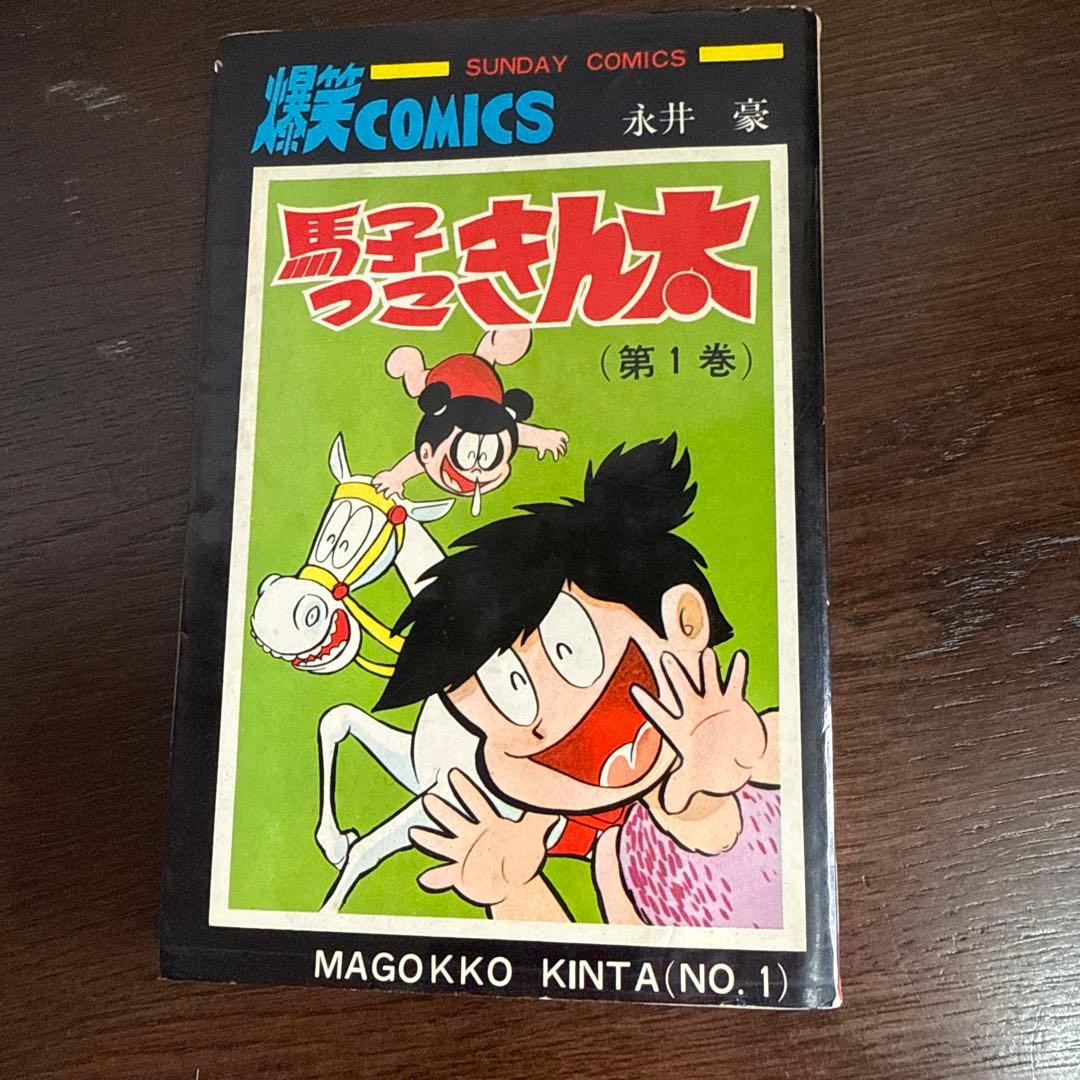 SUNDAY COMICS
爆笑COMICS
永井 豪
馬子っこきん太
(第1巻)
MAGOKKO KINTA(NO.1)